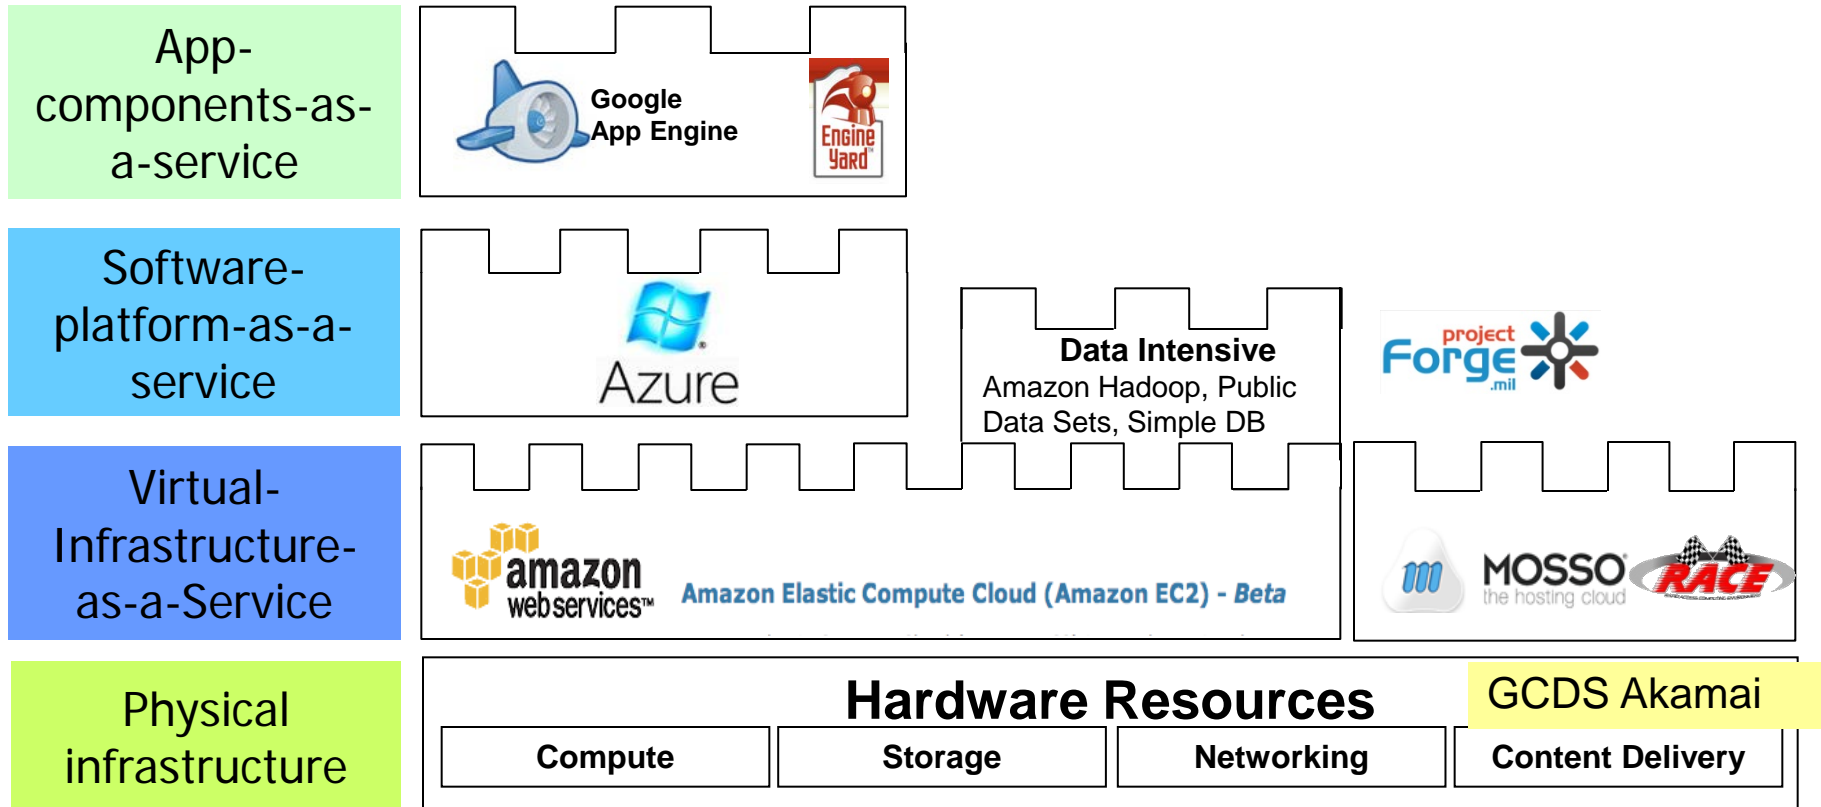 App-
components-as-
a-service
Google
App Engine
Engine
Yard™
Software-
platform-as-a-
service
Azure
Data Intensive
Amazon Hadoop, Public
Data Sets, Simple DB
project
Forge
.mil
Virtual-
Infrastructure-
as-a-Service
amazon
webservices™
Amazon Elastic Compute Cloud (Amazon EC2) - Beta
m
MOSSO®
the hosting cloud
RACE
Physical
infrastructure
Hardware Resources
GCDS Akamai
Compute
Storage
Networking
Content Delivery